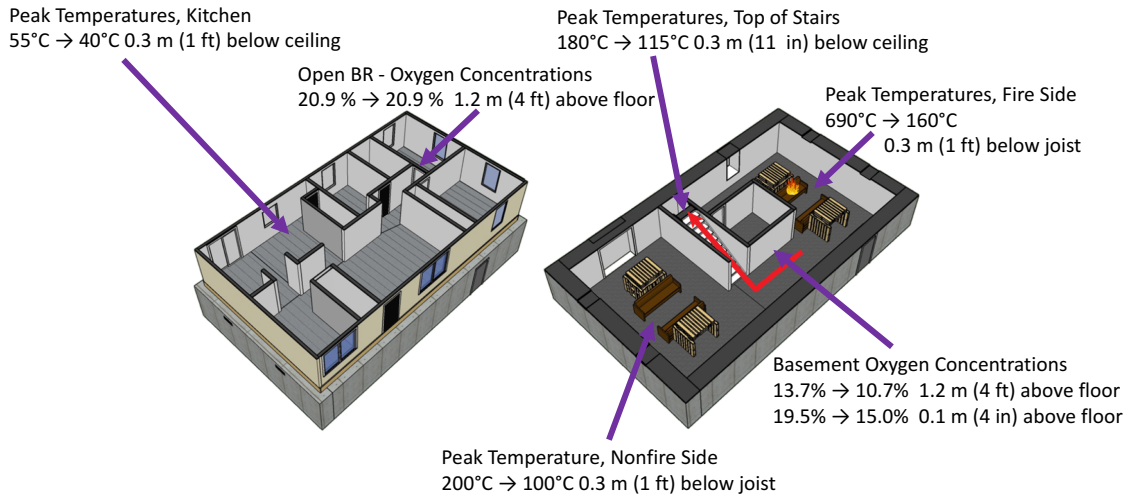 Peak Temperatures, Kitchen
55°C → 40°C 0.3 m (1 ft) below ceiling
Open BR - Oxygen Concentrations
20.9 % → 20.9 %  1.2 m (4 ft) above floor
Peak Temperatures, Top of Stairs
180°C → 115°C 0.3 m (11  in) below ceiling
Peak Temperatures, Fire Side
690°C → 160°C
0.3 m (1 ft) below joist
Basement Oxygen Concentrations
13.7% → 10.7%  1.2 m (4 ft) above floor
19.5% → 15.0%  0.1 m (4 in) above floor
Peak Temperature, Nonfire Side
200°C → 100°C 0.3 m (1 ft) below joist